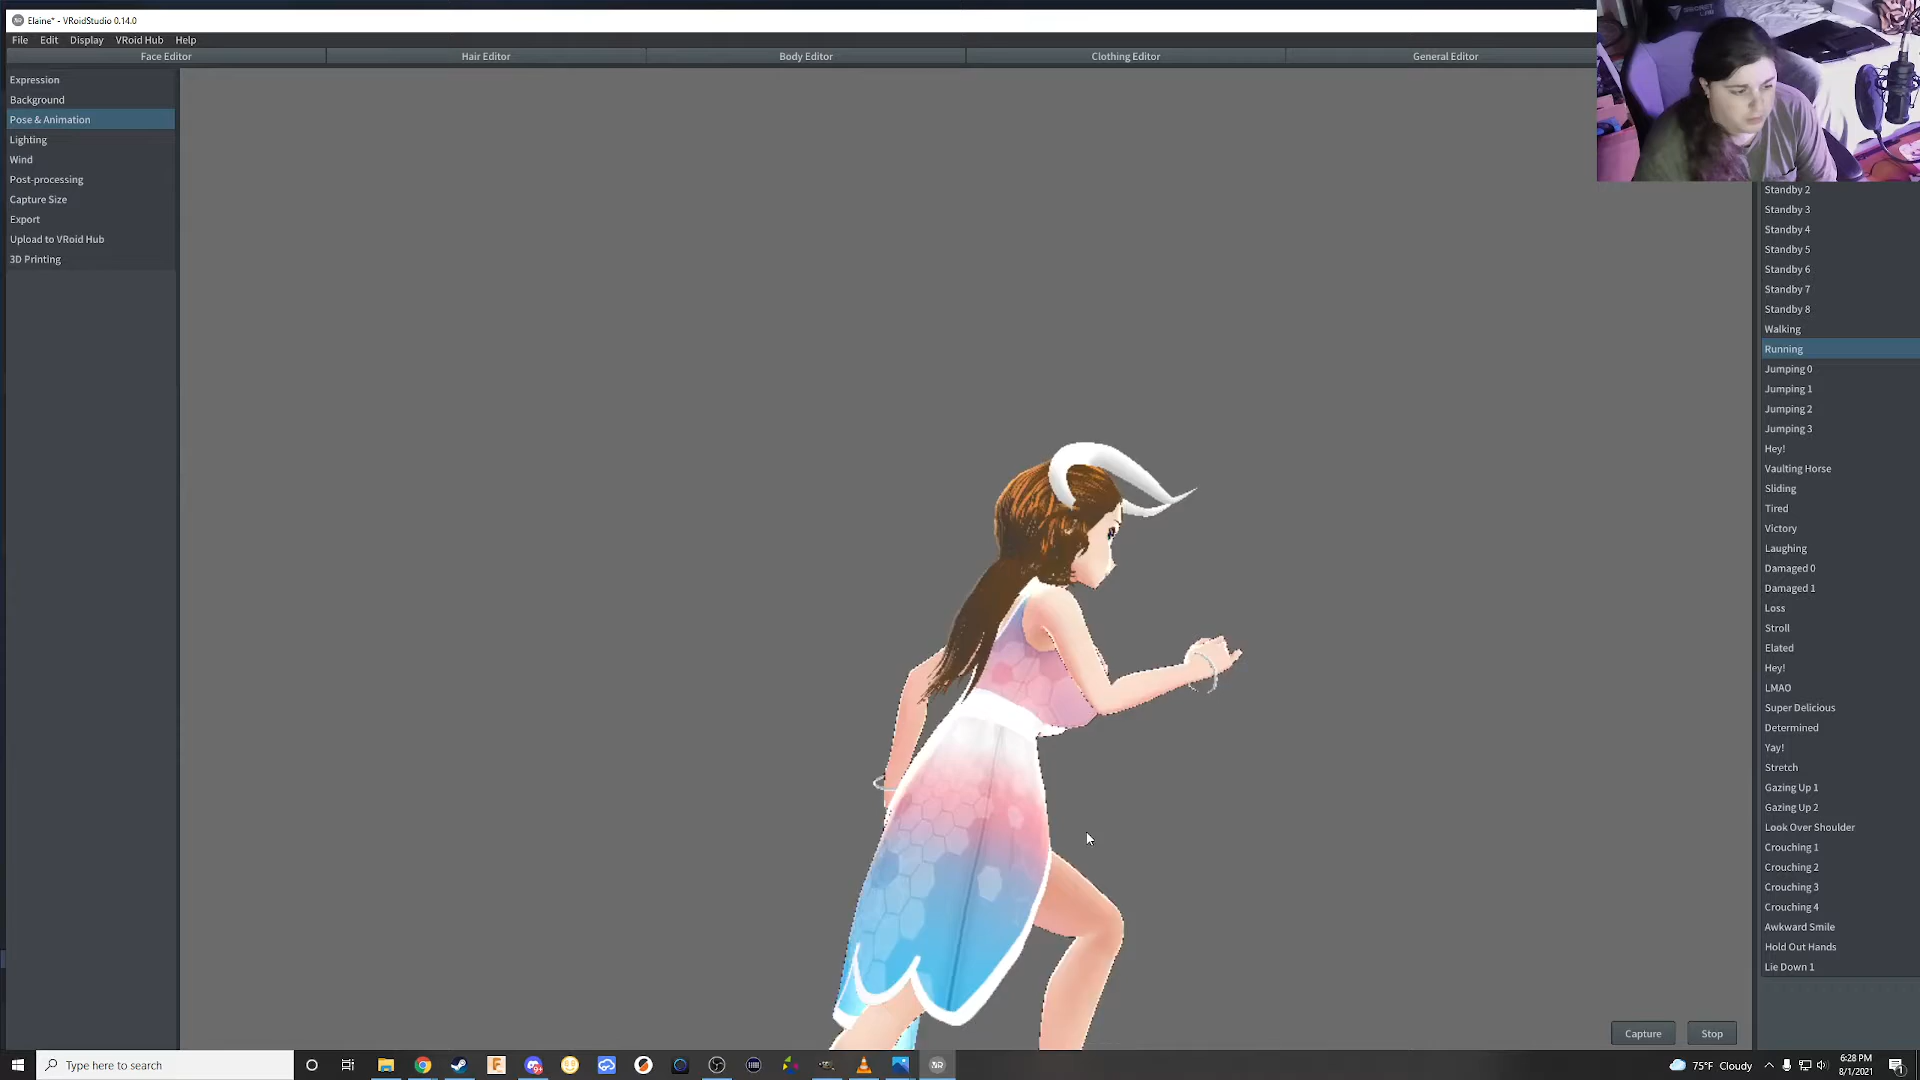 Elaine* - VRoidStudio 0.14.0
File Edit Display VRoid Hub Help
Face Editor Hair Editor Body Editor Clothing Editor General Editor
Expression
Background
Pose & Animation
Lighting
Wind
Post-processing
Capture Size
Export
Upload to VRoid Hub
3D Printing
SECRET LAB
Standby 2
Standby 3
Standby 4
Standby 5
Standby 6
Standby 7
Standby 8
Walking
Running
Jumping 0
Jumping 1
Jumping 2
Jumping 3
Hey!
Vaulting Horse
Sliding
Tired
Victory
Laughing
Damaged 0
Damaged 1
Loss
Stroll
Elated
Hey!
LMAO
Super Delicious
Determined
Yay!
Stretch
Gazing Up 1
Gazing Up 2
Look Over Shoulder
Crouching 1
Crouching 2
Crouching 3
Crouching 4
Awkward Smile
Hold Out Hands
Lie Down 1
Capture Stop
Type here to search
75°F Cloudy
6:28 PM
8/1/2021